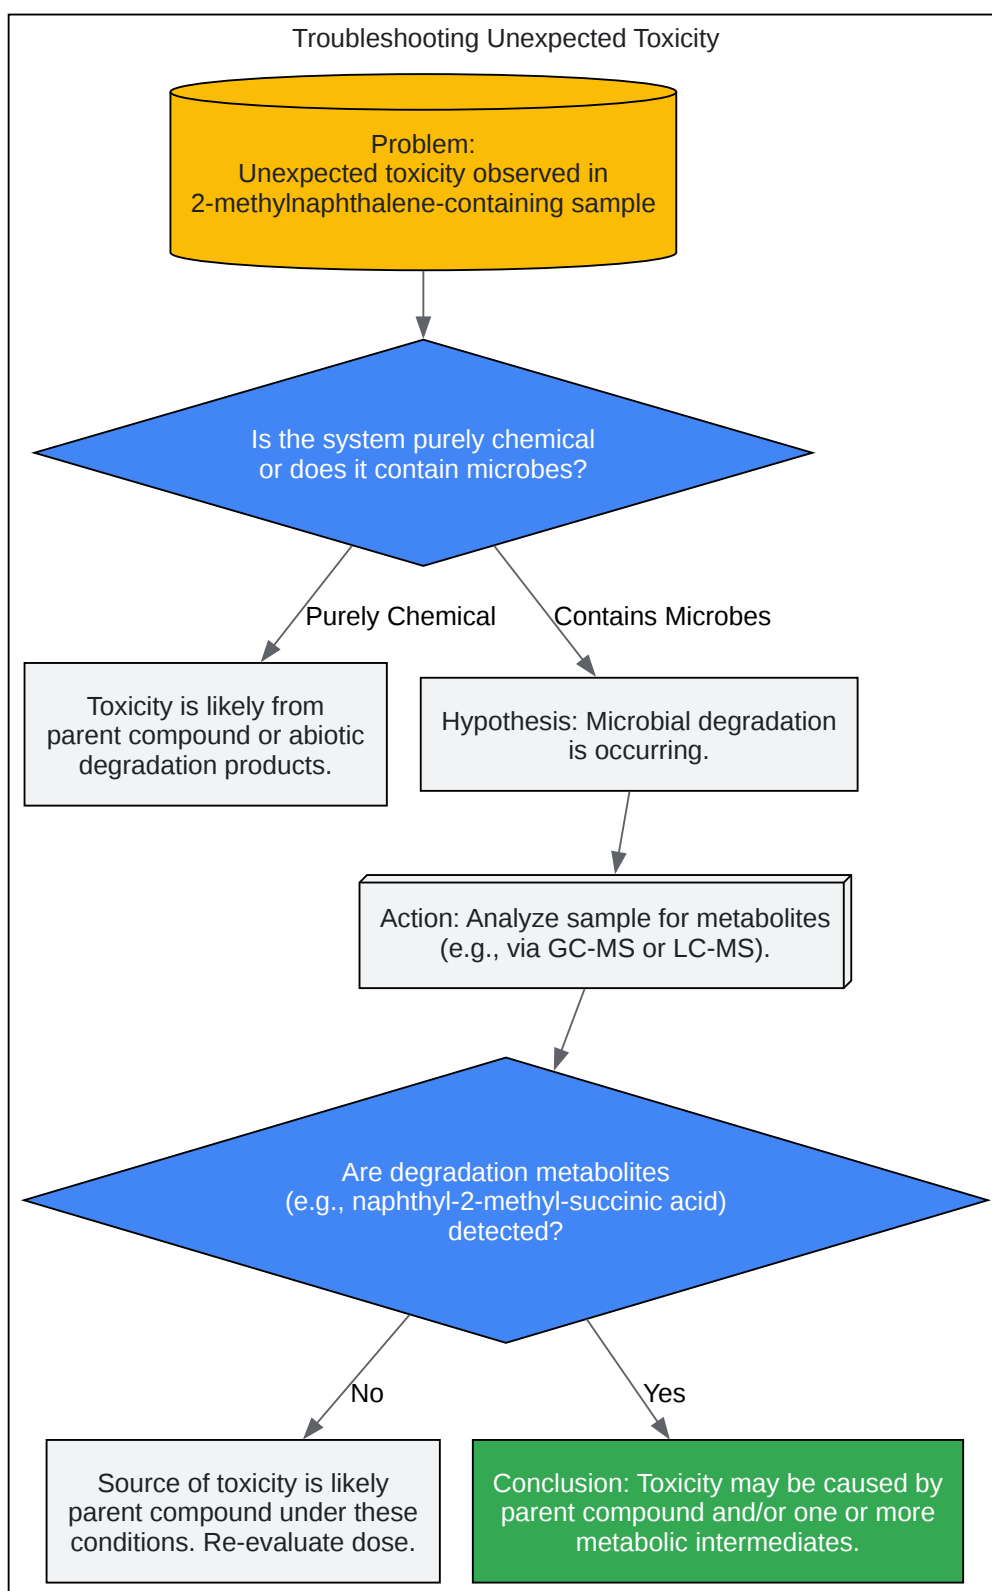 Troubleshooting Unexpected Toxicity
Problem:
Unexpected toxicity observed in
2-methylnaphthalene-containing sample
Is the system purely chemical
or does it contain microbes?
Purely Chemical
Contains Microbes
Toxicity is likely from
parent compound or abiotic
degradation products.
Hypothesis: Microbial degradation
is occurring.
Action: Analyze sample for metabolites
(e.g., via GC-MS or LC-MS).
Are degradation metabolites
(e.g., naphthyl-2-methyl-succinic acid)
detected?
No
Yes
Source of toxicity is likely
parent compound under these
conditions. Re-evaluate dose.
Conclusion: Toxicity may be caused by
parent compound and/or one or more
metabolic intermediates.